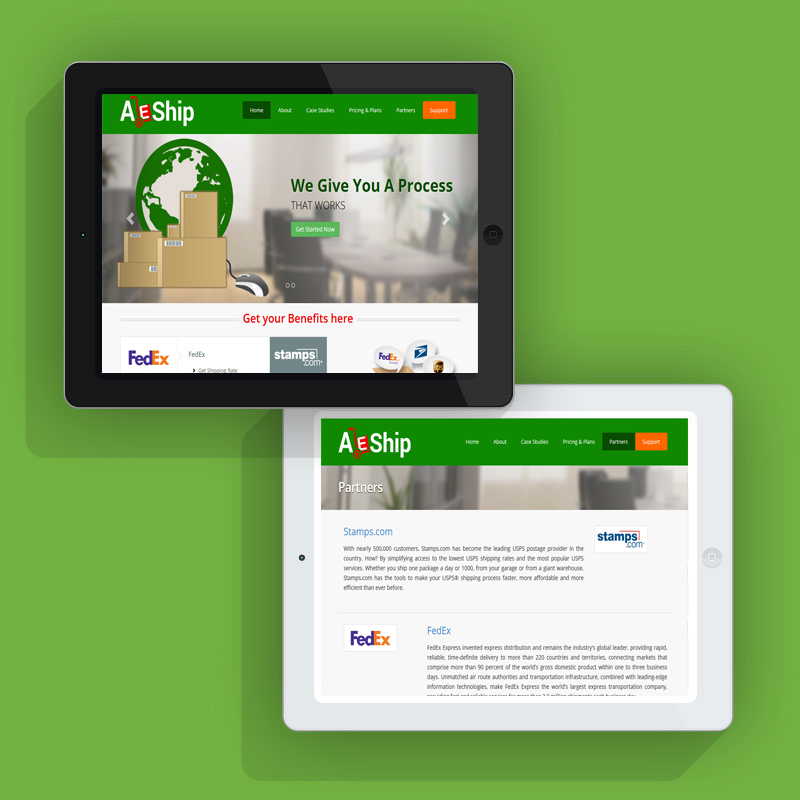 AEShip
Home About Case Studies Pricing & Plans Partners Support
We Give You A Process
THAT WORKS
Get Started Now
Get your Benefits here
FedEx
FedEx
Get Shipping Rate
stamps
.com
FedEx
ups
AEShip
Home About Case Studies Pricing & Plans Partners Support
Partners
Stamps.com
With nearly 500,000 customers, Stamps.com has become the leading USPS postage provider in the
country. How? By simplifying access to the lowest USPS shipping rates and the most popular USPS
services. Whether you ship one package a day or 1000, from your garage or from a giant warehouse,
Stamps.com has the tools to make your USPS® shipping process faster, more affordable and more
efficient than ever before.
stamps
.com
FedEx
FedEx
FedEx Express invented express distribution and remains the industry's global leader, providing rapid,
reliable, time-definite delivery to more than 220 countries and territories, connecting markets that
comprise more than 90 percent of the world's gross domestic product within one to three business
days. Unmatched air route authorities and transportation infrastructure, combined with leading-edge
information technologies, make FedEx Express the world's largest express transportation company,